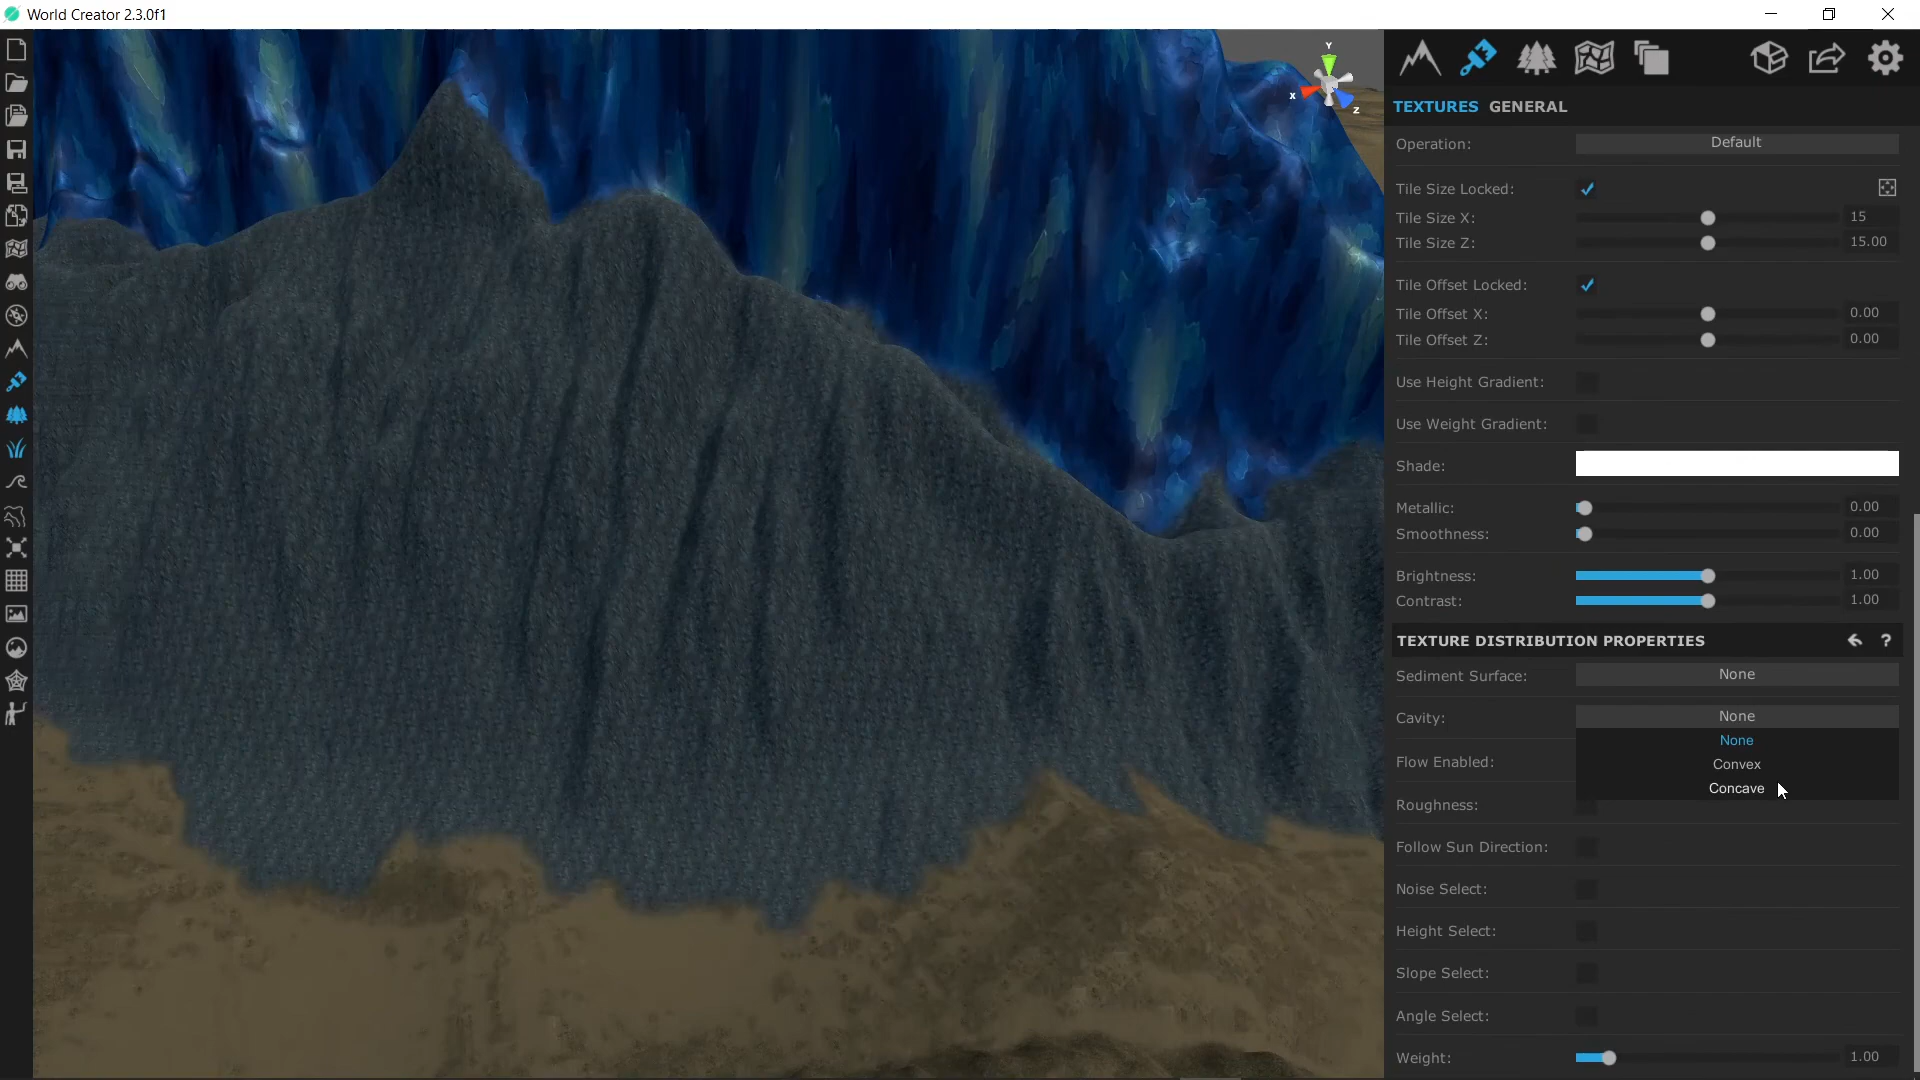 World Creator 2.3.0f1
Y
X
Z
TEXTURES GENERAL
Operation: Default
Tile Size Locked:
Tile Size X: 15
Tile Size Z: 15.00
Tile Offset Locked:
Tile Offset X: 0.00
Tile Offset Z: 0.00
Use Height Gradient:
Use Weight Gradient:
Shade:
Metallic: 0.00
Smoothness: 0.00
Brightness: 1.00
Contrast: 1.00
TEXTURE DISTRIBUTION PROPERTIES ?
Sediment Surface: None
Cavity: None
None
Flow Enabled: Convex
Concave
Roughness:
Follow Sun Direction:
Noise Select:
Height Select:
Slope Select:
Angle Select:
Weight: 1.00